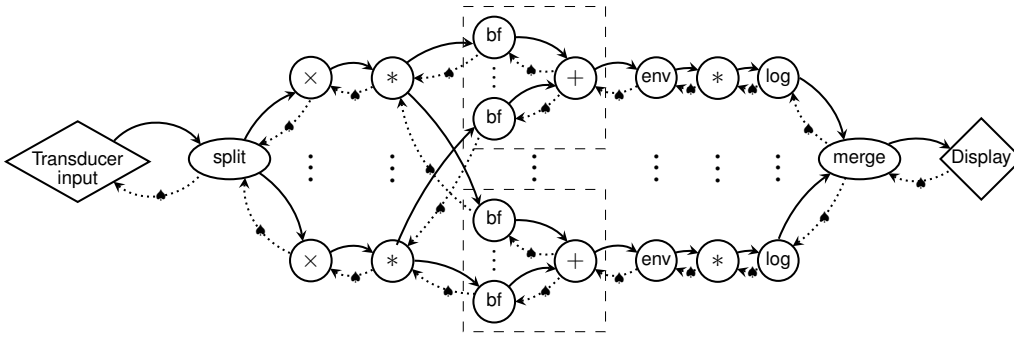 bf
× * ⋮ + env * log
bf
Transducer
input
split ⋮ ⋮ ⋮ ⋮ ⋮ ⋮ merge Display
bf
× * ⋮ + env * log
bf